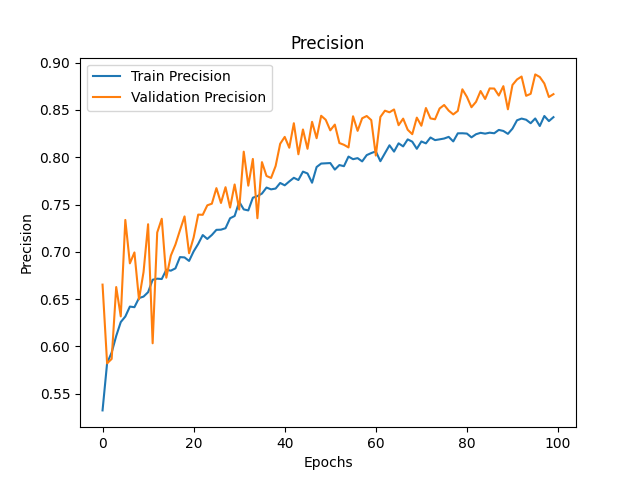 Precision
Train Precision
Validation Precision
0.90
0.85
0.80
0.75
0.70
0.65
0.60
0.55
Precision
0 20 40 60 80 100
Epochs